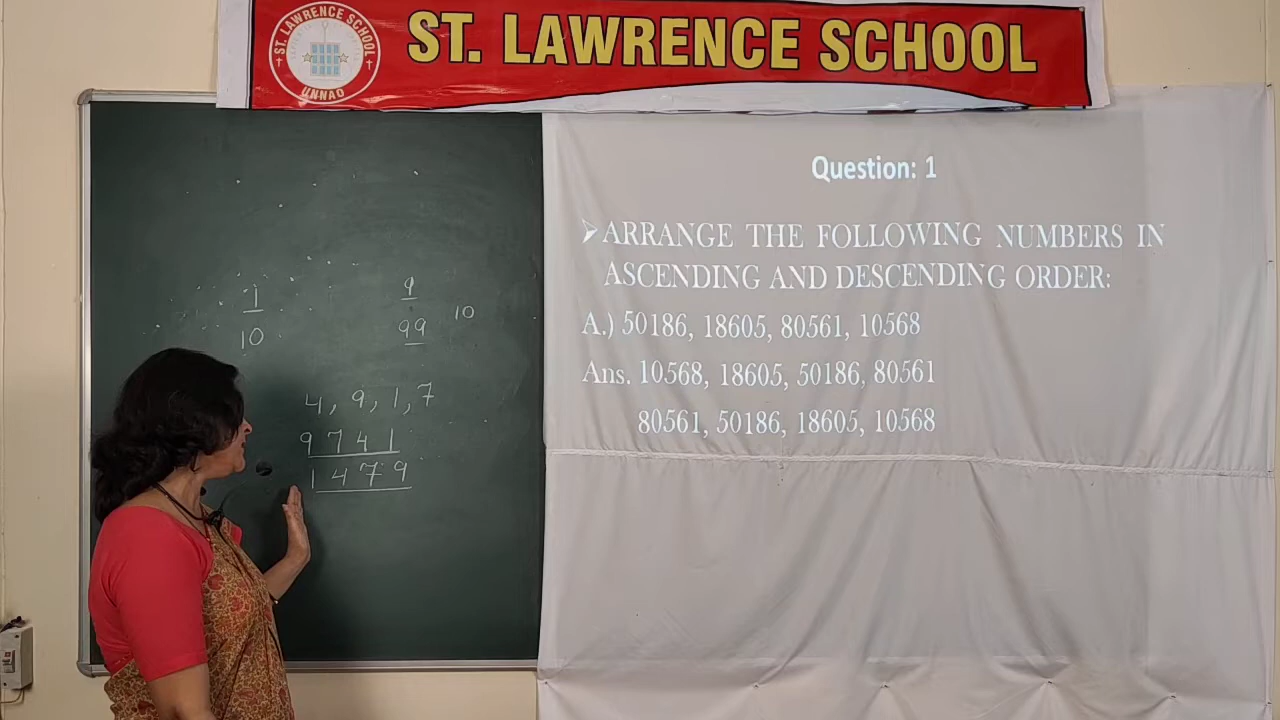 ST. LAWRENCE SCHOOL
ST. LAWRENCE SCHOOL
UNNAO
Question: 1
➢ARRANGE THE FOLLOWING NUMBERS IN
ASCENDING AND DESCENDING ORDER:
A.) 50186, 18605, 80561, 10568
Ans. 10568, 18605, 50186, 80561
80561, 50186, 18605, 10568
1
10
9
99
10
4, 9, 1, 7
9741
1479